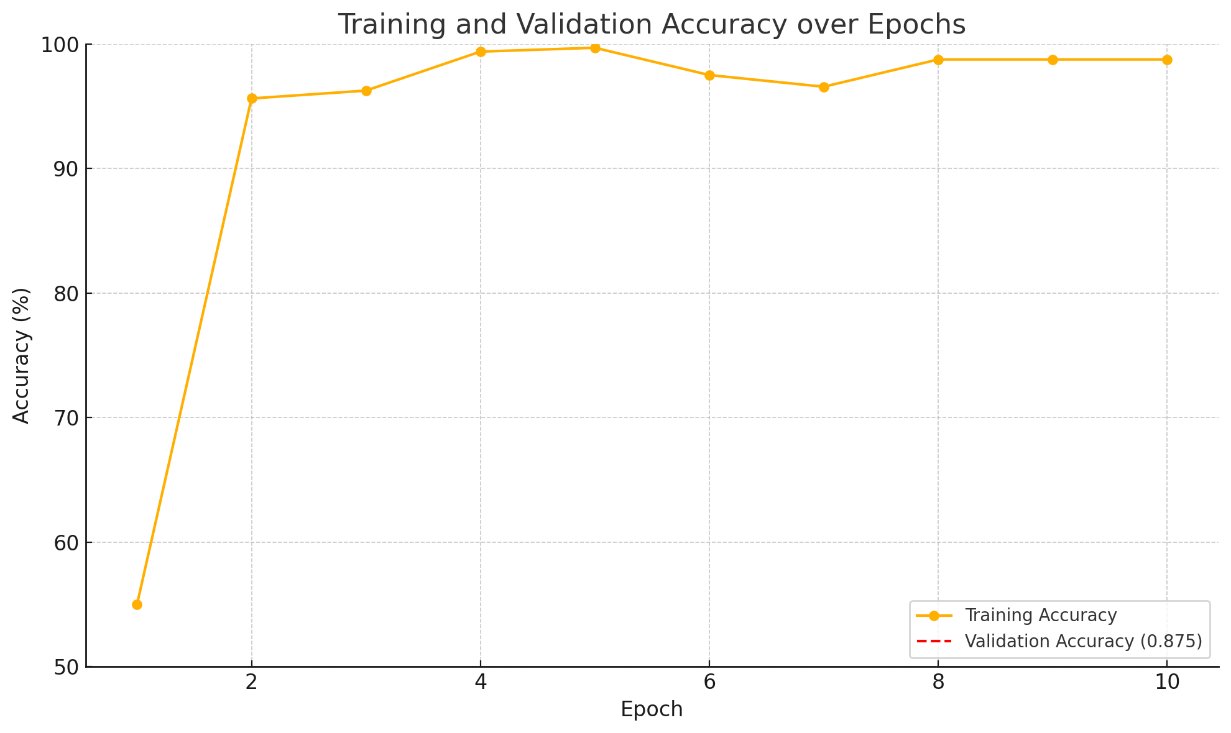 Training and Validation Accuracy over Epochs
100
90
80
70
60
50
Accuracy (%)
2
4
6
8
10
Epoch
Training Accuracy
Validation Accuracy (0.875)